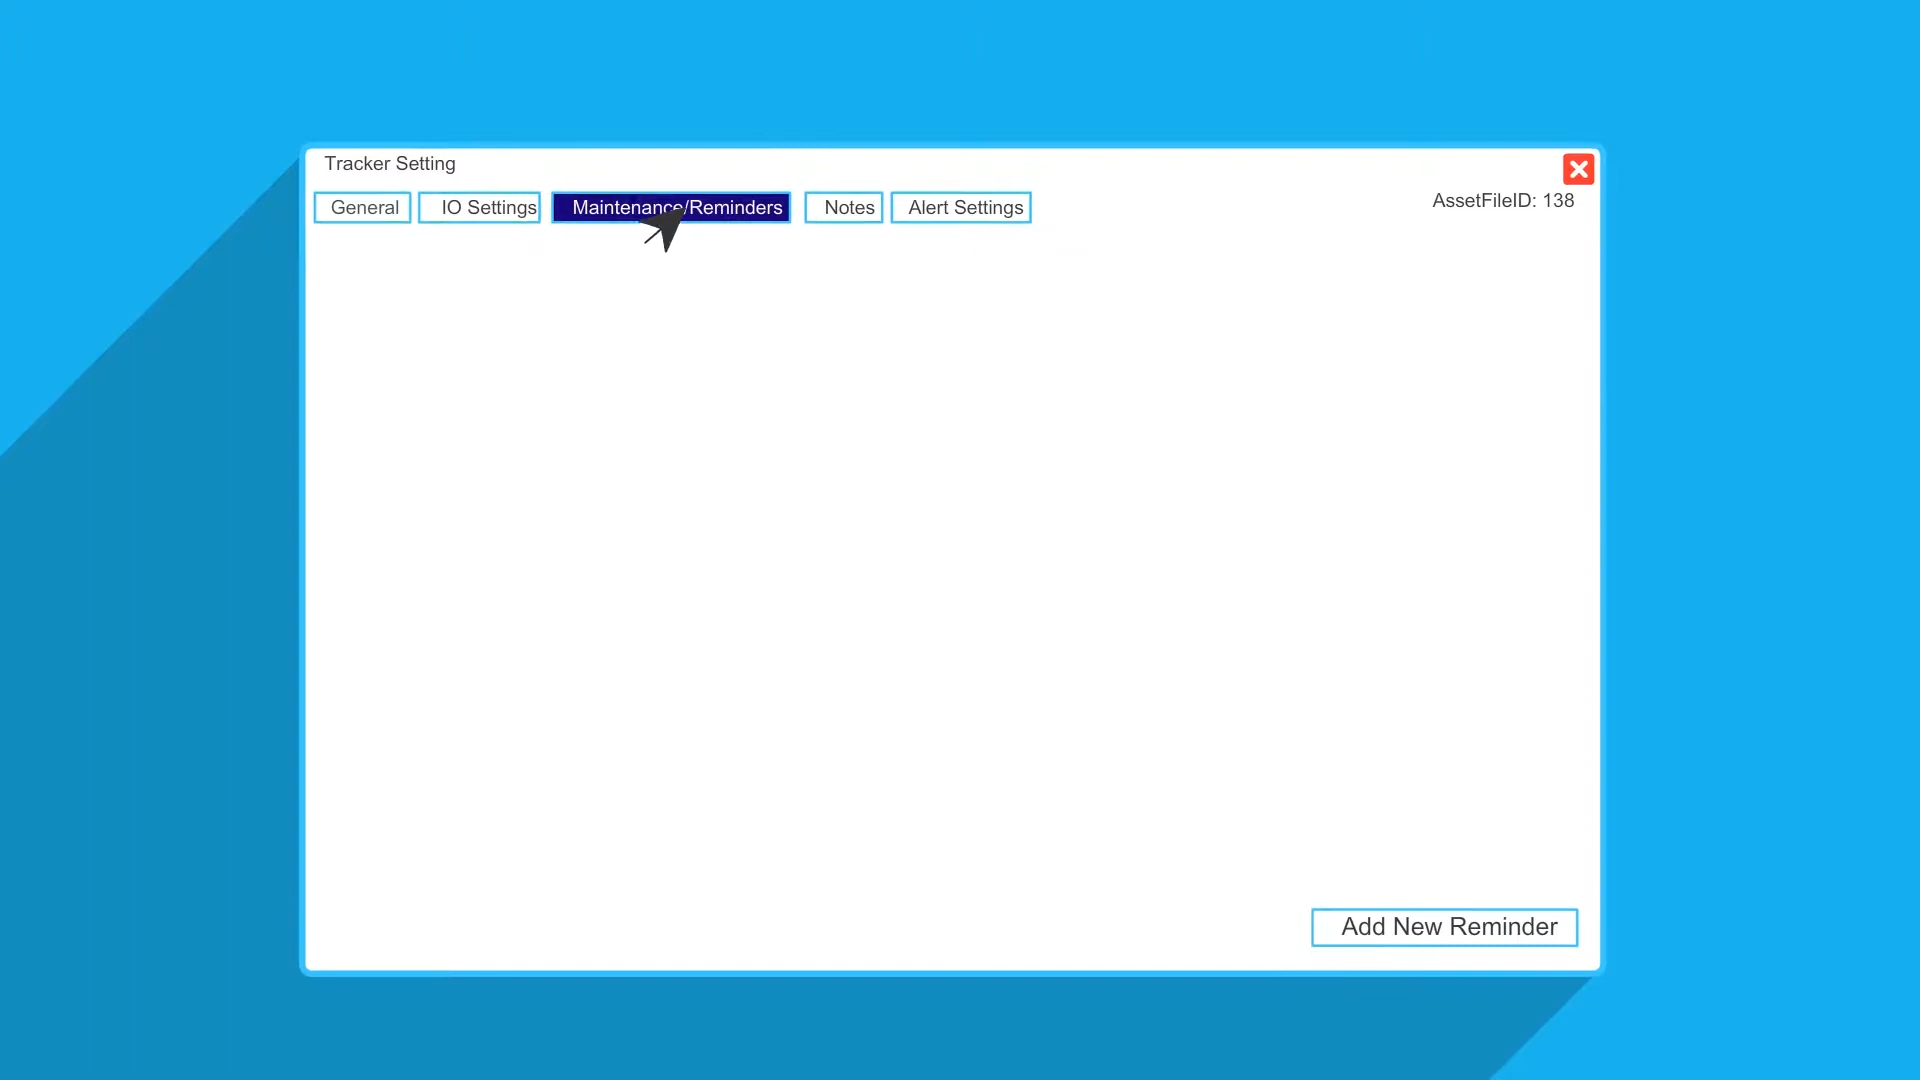 Tracker Setting
AssetFileID: 138
General IO Settings Maintenance/Reminders Notes Alert Settings
Add New Reminder